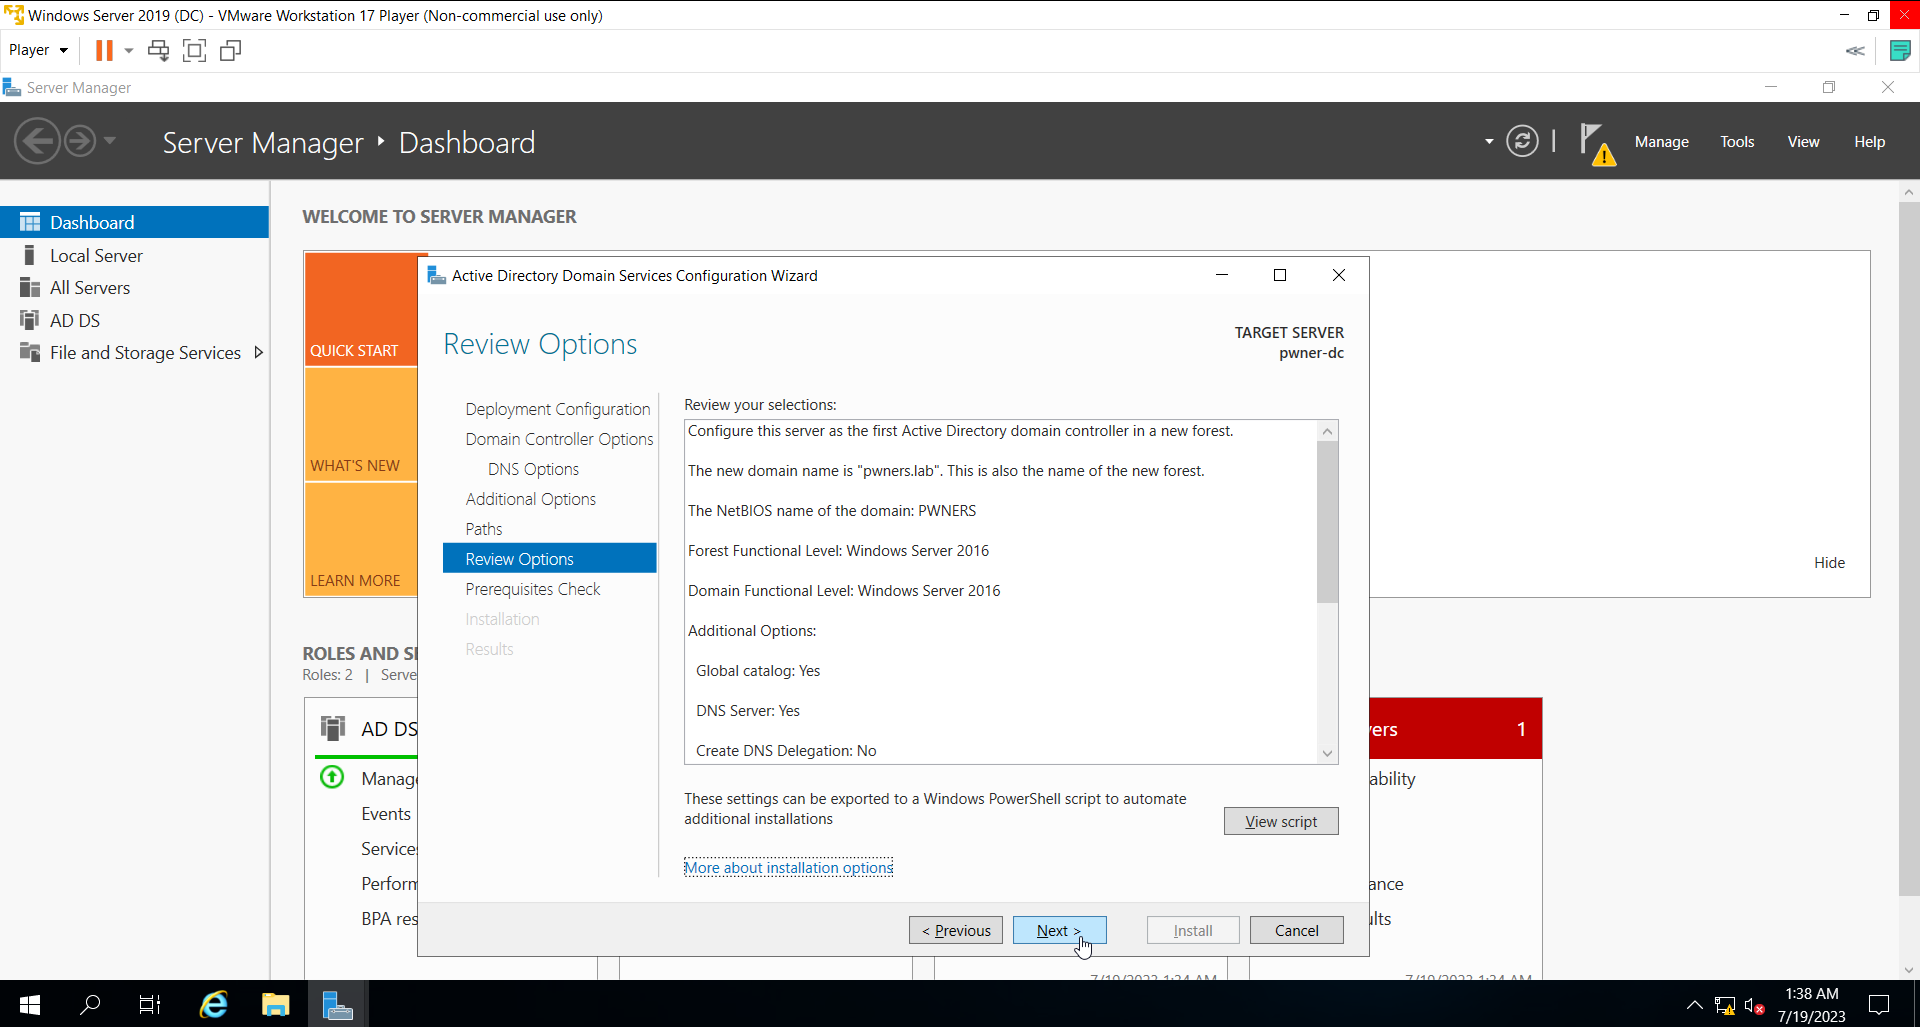 Windows Server 2019 (DC) - VMware Workstation 17 Player (Non-commercial use only)
Player
Server Manager
Server Manager
Dashboard
Manage
Tools
View
Help
Dashboard
Local Server
All Servers
AD DS
File and Storage Services
WELCOME TO SERVER MANAGER
QUICK START
WHAT'S NEW
LEARN MORE
Hide
Active Directory Domain Services Configuration Wizard
Review Options
TARGET SERVER
pwner-dc
Deployment Configuration
Domain Controller Options
DNS Options
Additional Options
Paths
Review Options
Prerequisites Check
Installation
Results
Review your selections:
Configure this server as the first Active Directory domain controller in a new forest.
The new domain name is "pwners.lab". This is also the name of the new forest.
The NetBIOS name of the domain: PWNERS
Forest Functional Level: Windows Server 2016
Domain Functional Level: Windows Server 2016
Additional Options:
Global catalog: Yes
DNS Server: Yes
Create DNS Delegation: No
These settings can be exported to a Windows PowerShell script to automate
additional installations
View script
More about installation options
< Previous
Next >
Install
Cancel
ROLES AND SE
Roles: 2 | Serve
AD DS
Manage
Events
Services
Perform
BPA res
ers 1
ability
ance
ults
7/19/2023 1:34 AM
7/19/2023 1:34 AM
1:38 AM
7/19/2023